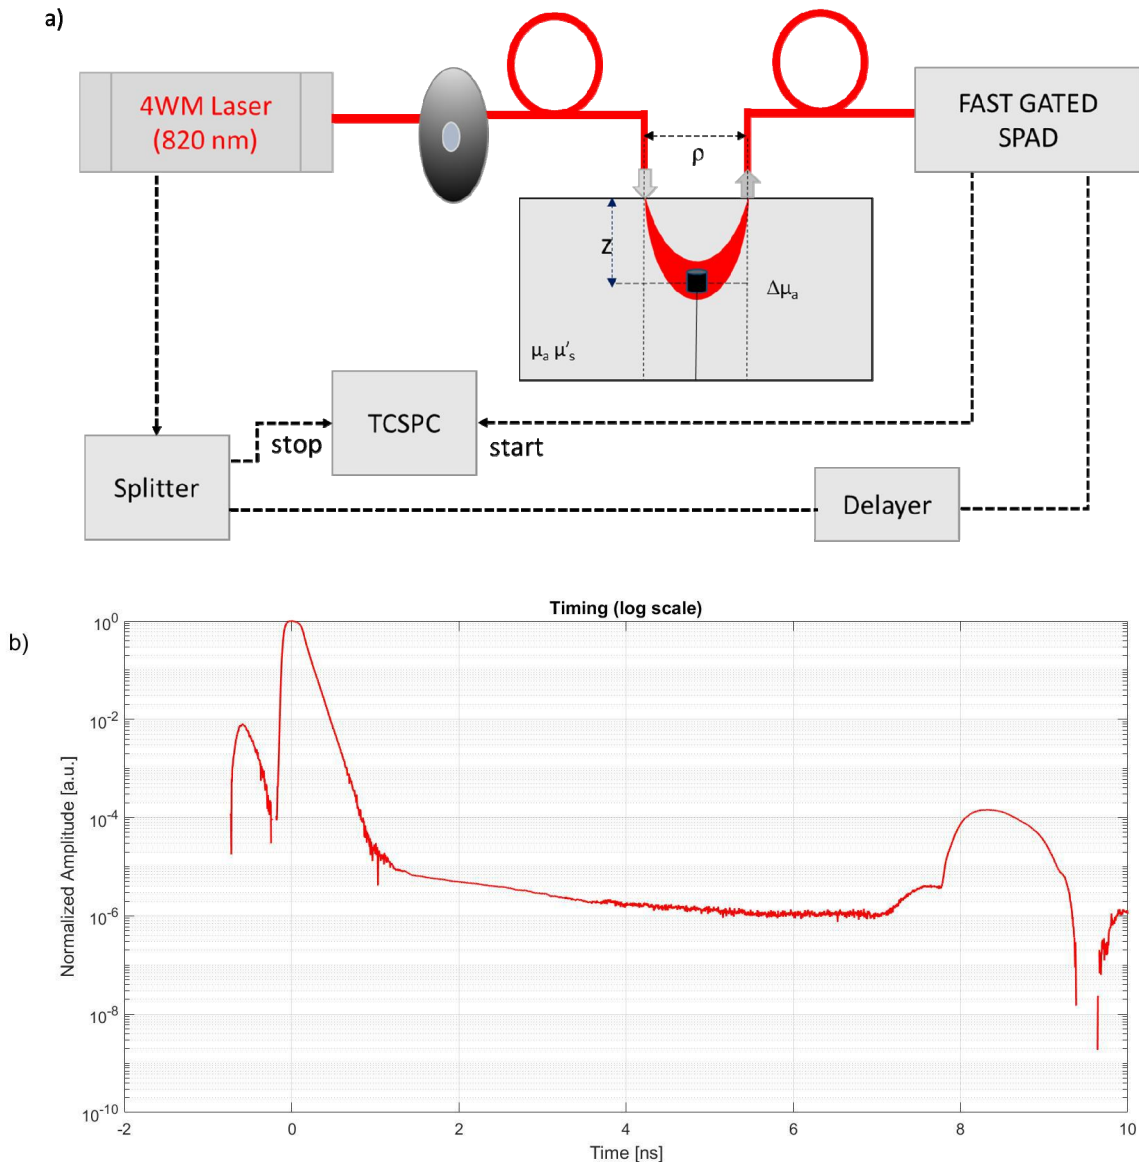 a)
4WM Laser
(820 nm)
FAST GATED
SPAD
ρ
z
Δμa
μa μ's
TCSPC
stop
start
Splitter
Delayer
b)
Timing (log scale)
Normalized Amplitude [a.u.]
10^0
10^-2
10^-4
10^-6
10^-8
10^-10
-2 0 2 4 6 8 10
Time [ns]